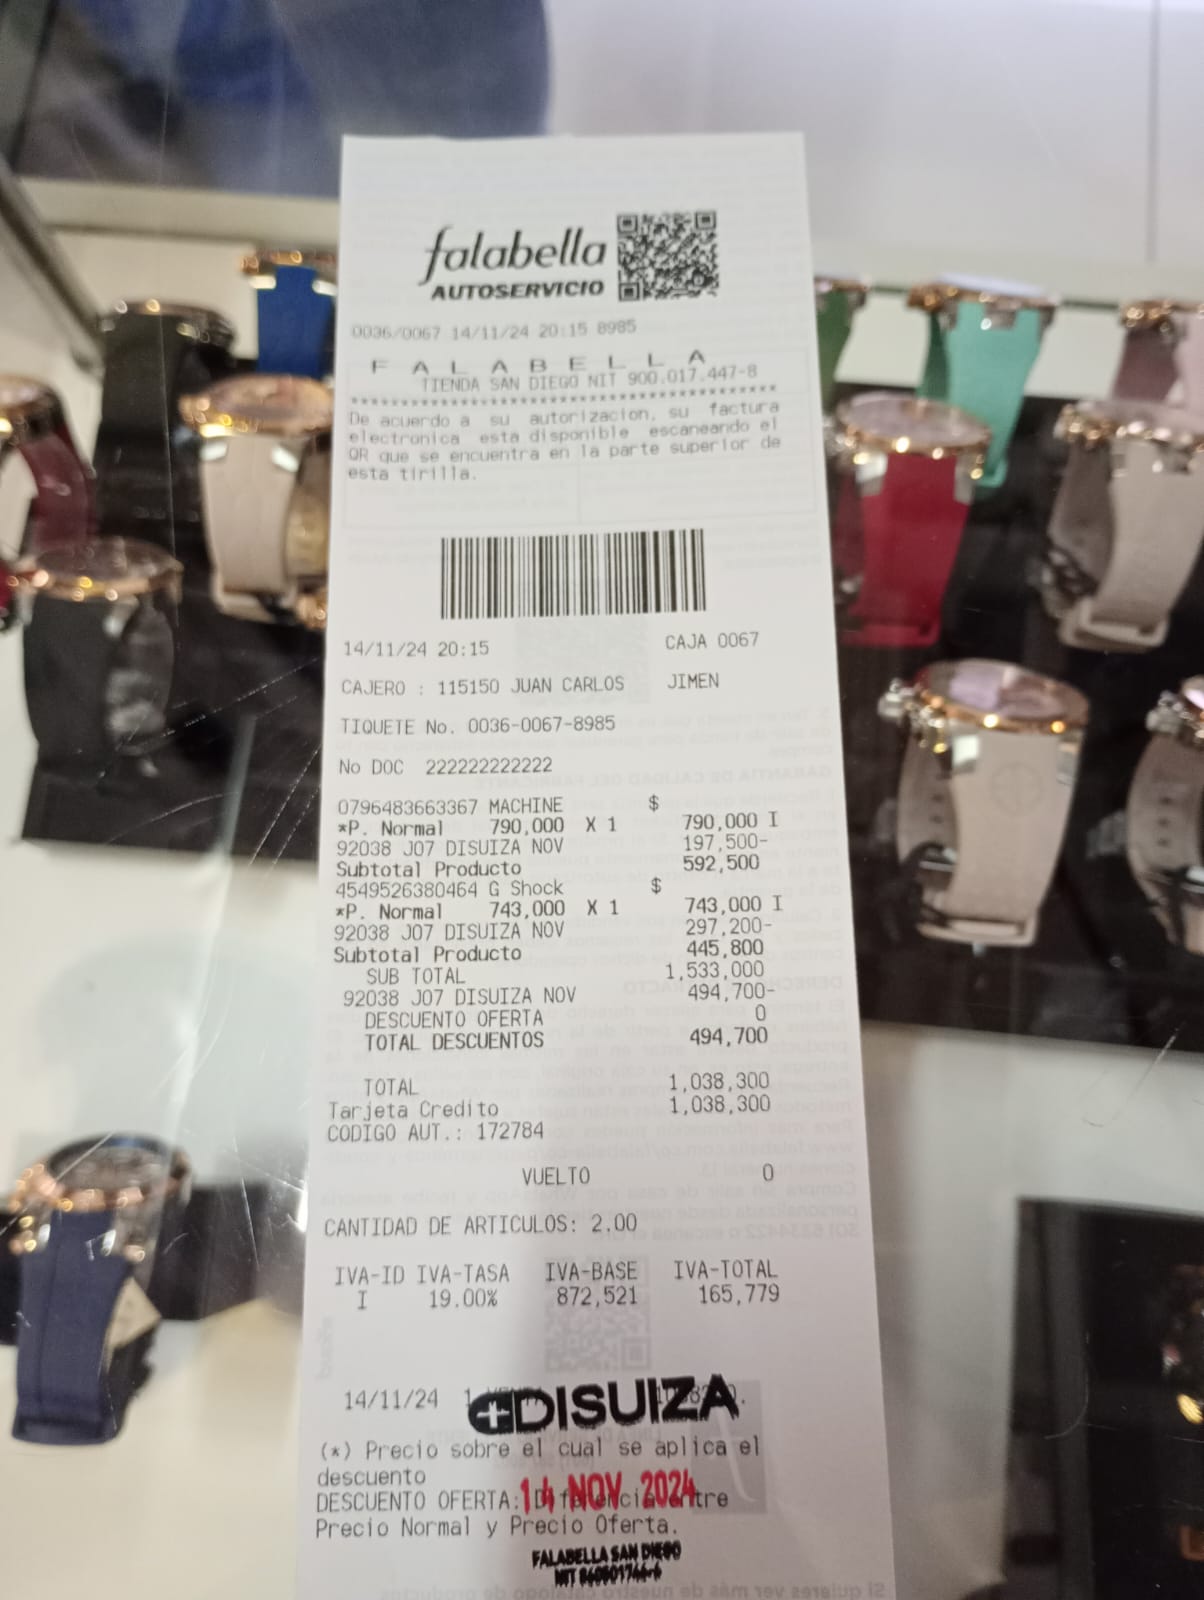 falabella
AUTOSERVICIO
0036/0067 14/11/24 20:15 8985
F A L A B E L L A
TIENDA SAN DIEGO NIT 900.017.447-8
De acuerdo a su autorizacion, su factura
electronica esta disponible escaneando el
QR que se encuentra en la parte superior de
esta tirilla.
14/11/24 20:15 CAJA 0067
CAJERO : 115150 JUAN CARLOS JIMEN
TIQUETE No. 0036-0067-8985
No DOC 222222222222
0796483663367 MACHINE $
*P. Normal 790,000 X 1 790,000 I
92038 J07 DISUIZA NOV 197,500-
Subtotal Producto 592,500
4549526380464 G Shock $
*P. Normal 743,000 X 1 743,000 I
92038 J07 DISUIZA NOV 297,200-
Subtotal Producto 445,800
SUB TOTAL 1,533,000
92038 J07 DISUIZA NOV 494,700-
DESCUENTO OFERTA 0
TOTAL DESCUENTOS 494,700
TOTAL 1,038,300
Tarjeta Credito 1,038,300
CODIGO AUT.: 172784
VUELTO 0
CANTIDAD DE ARTICULOS: 2.00
IVA-ID IVA-TASA IVA-BASE IVA-TOTAL
I 19.00% 872,521 165,779
14/11/24
DISUIZA
(*) Precio sobre el cual se aplica el
descuento
DESCUENTO OFERTA: Diferencia entre
14 NOV 2024
Precio Normal y Precio Oferta.
FALABELLA SAN DIEGO
NIT